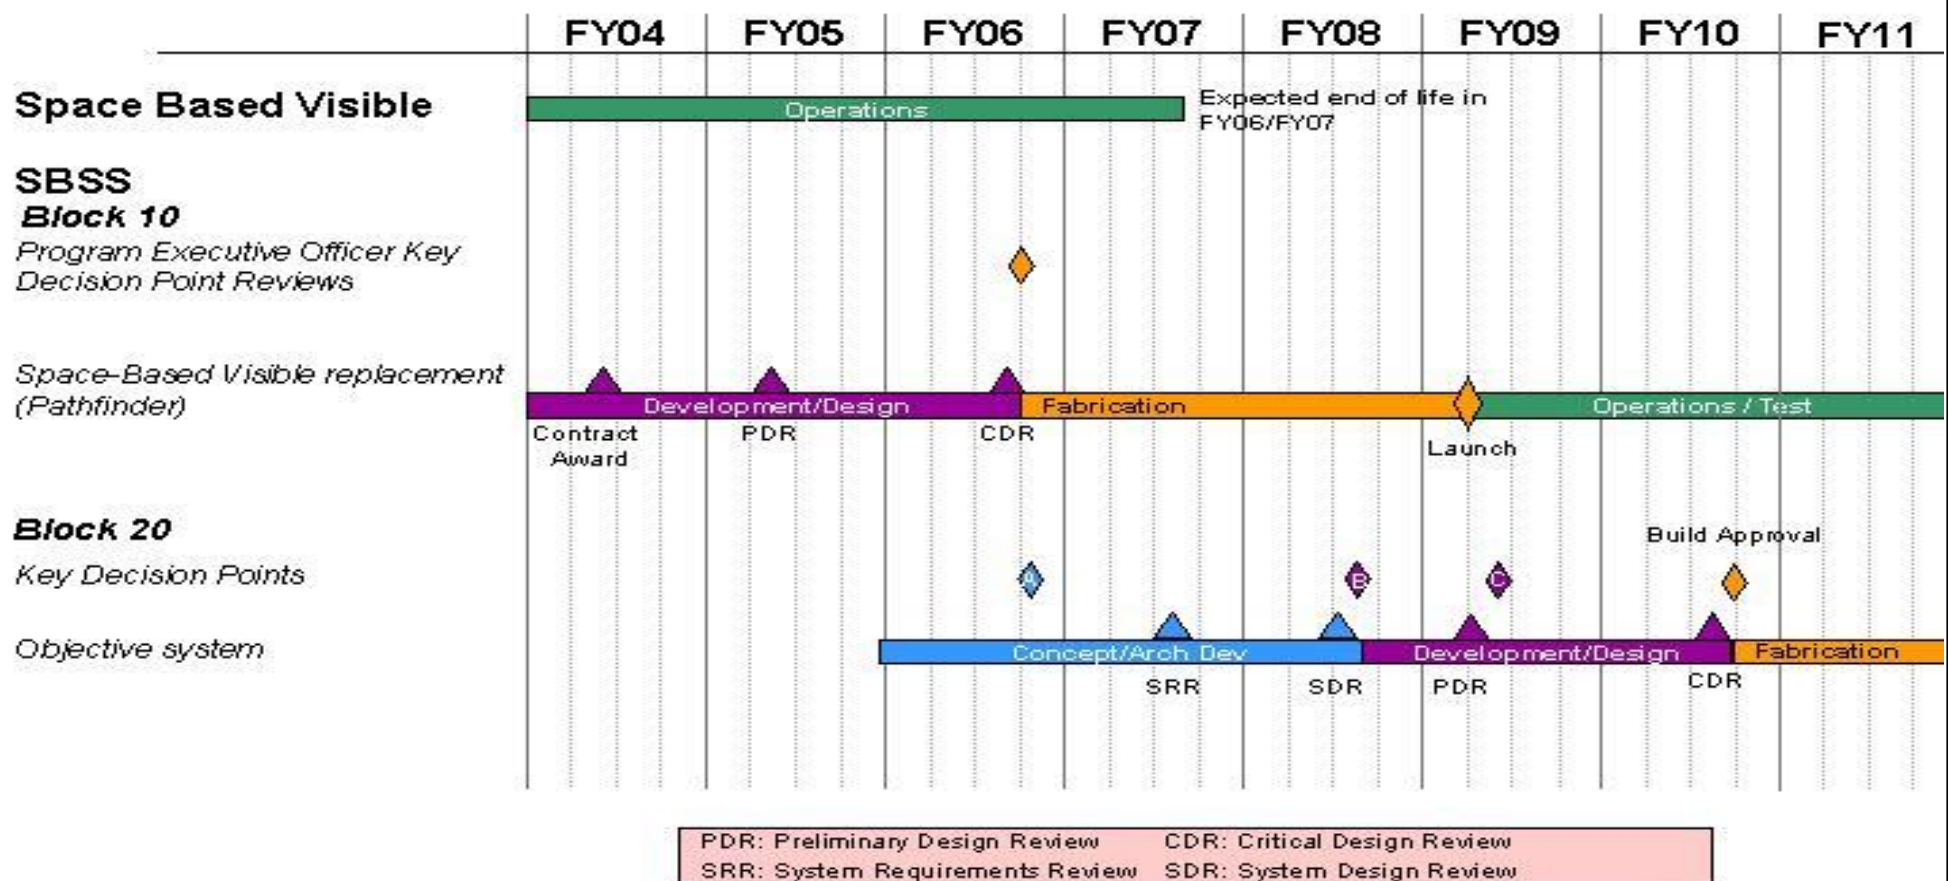 FY04 FY05 FY06 FY07 FY08 FY09 FY10 FY11
Space Based Visible
Operations
Expected end of life in
FY06/FY07
SBSS
Block 10
Program Executive Officer Key
Decision Point Reviews
Space-Based Visible replacement
(Pathfinder)
Development/Design
Fabrication
Operations / Test
Contract
Award
PDR
CDR
Launch
Block 20
Build Approval
Key Decision Points
A
B
C
Objective system
Concept/Arch Dev
Development/Design
Fabrication
SRR
SDR
PDR
CDR
PDR: Preliminary Design Review CDR: Critical Design Review
SRR: System Requirements Review SDR: System Design Review